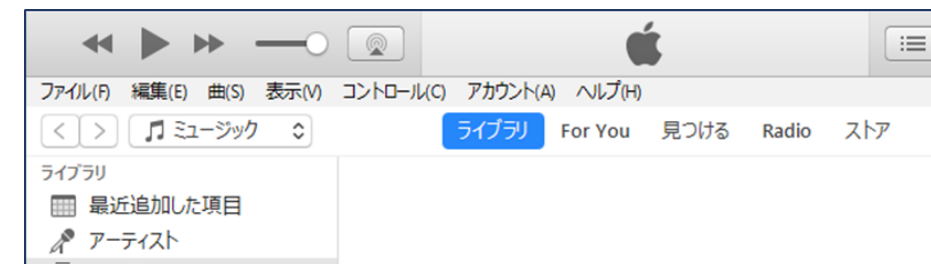 ファイル(F) 編集(E) 曲(S) 表示(V) コントロール(C) アカウント(A) ヘルプ(H)
ミュージック ライブラリ For You 見つける Radio ストア
ライブラリ
最近追加した項目
アーティスト